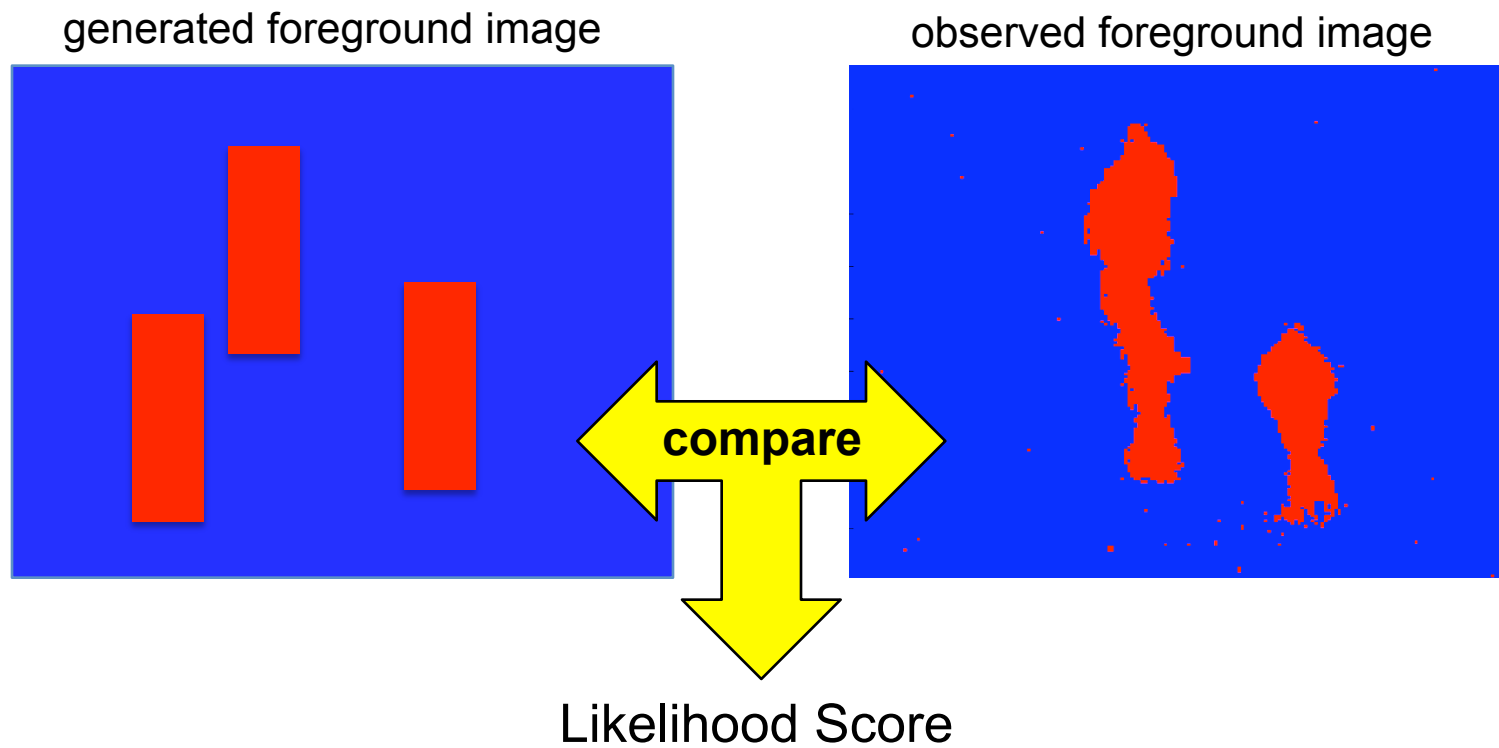 generated foreground image
observed foreground image
compare
Likelihood Score